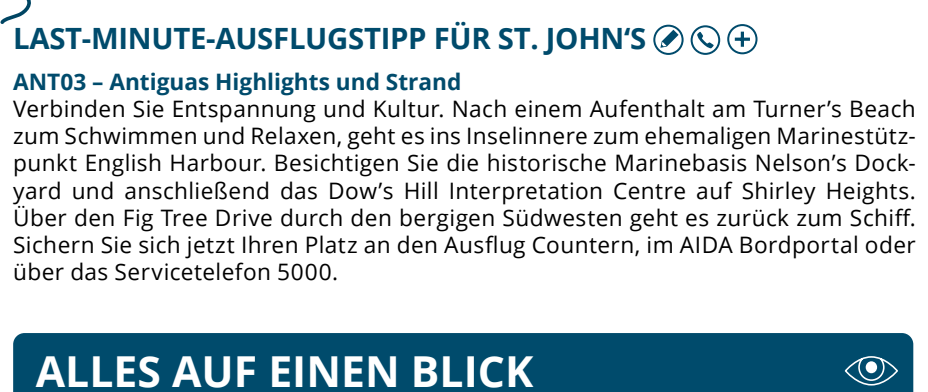 LAST-MINUTE-AUSFLUGSTIPP FÜR ST. JOHN‘S
ANT03 – Antiguas Highlights und Strand
Verbinden Sie Entspannung und Kultur. Nach einem Aufenthalt am Turner’s Beach
zum Schwimmen und Relaxen, geht es ins Inselinnere zum ehemaligen Marinestütz-
punkt English Harbour. Besichtigen Sie die historische Marinebasis Nelson’s Dock-
yard und anschließend das Dow’s Hill Interpretation Centre auf Shirley Heights.
Über den Fig Tree Drive durch den bergigen Südwesten geht es zurück zum Schiff.
Sichern Sie sich jetzt Ihren Platz an den Ausflug Countern, im AIDA Bordportal oder
über das Servicetelefon 5000.
ALLES AUF EINEN BLICK